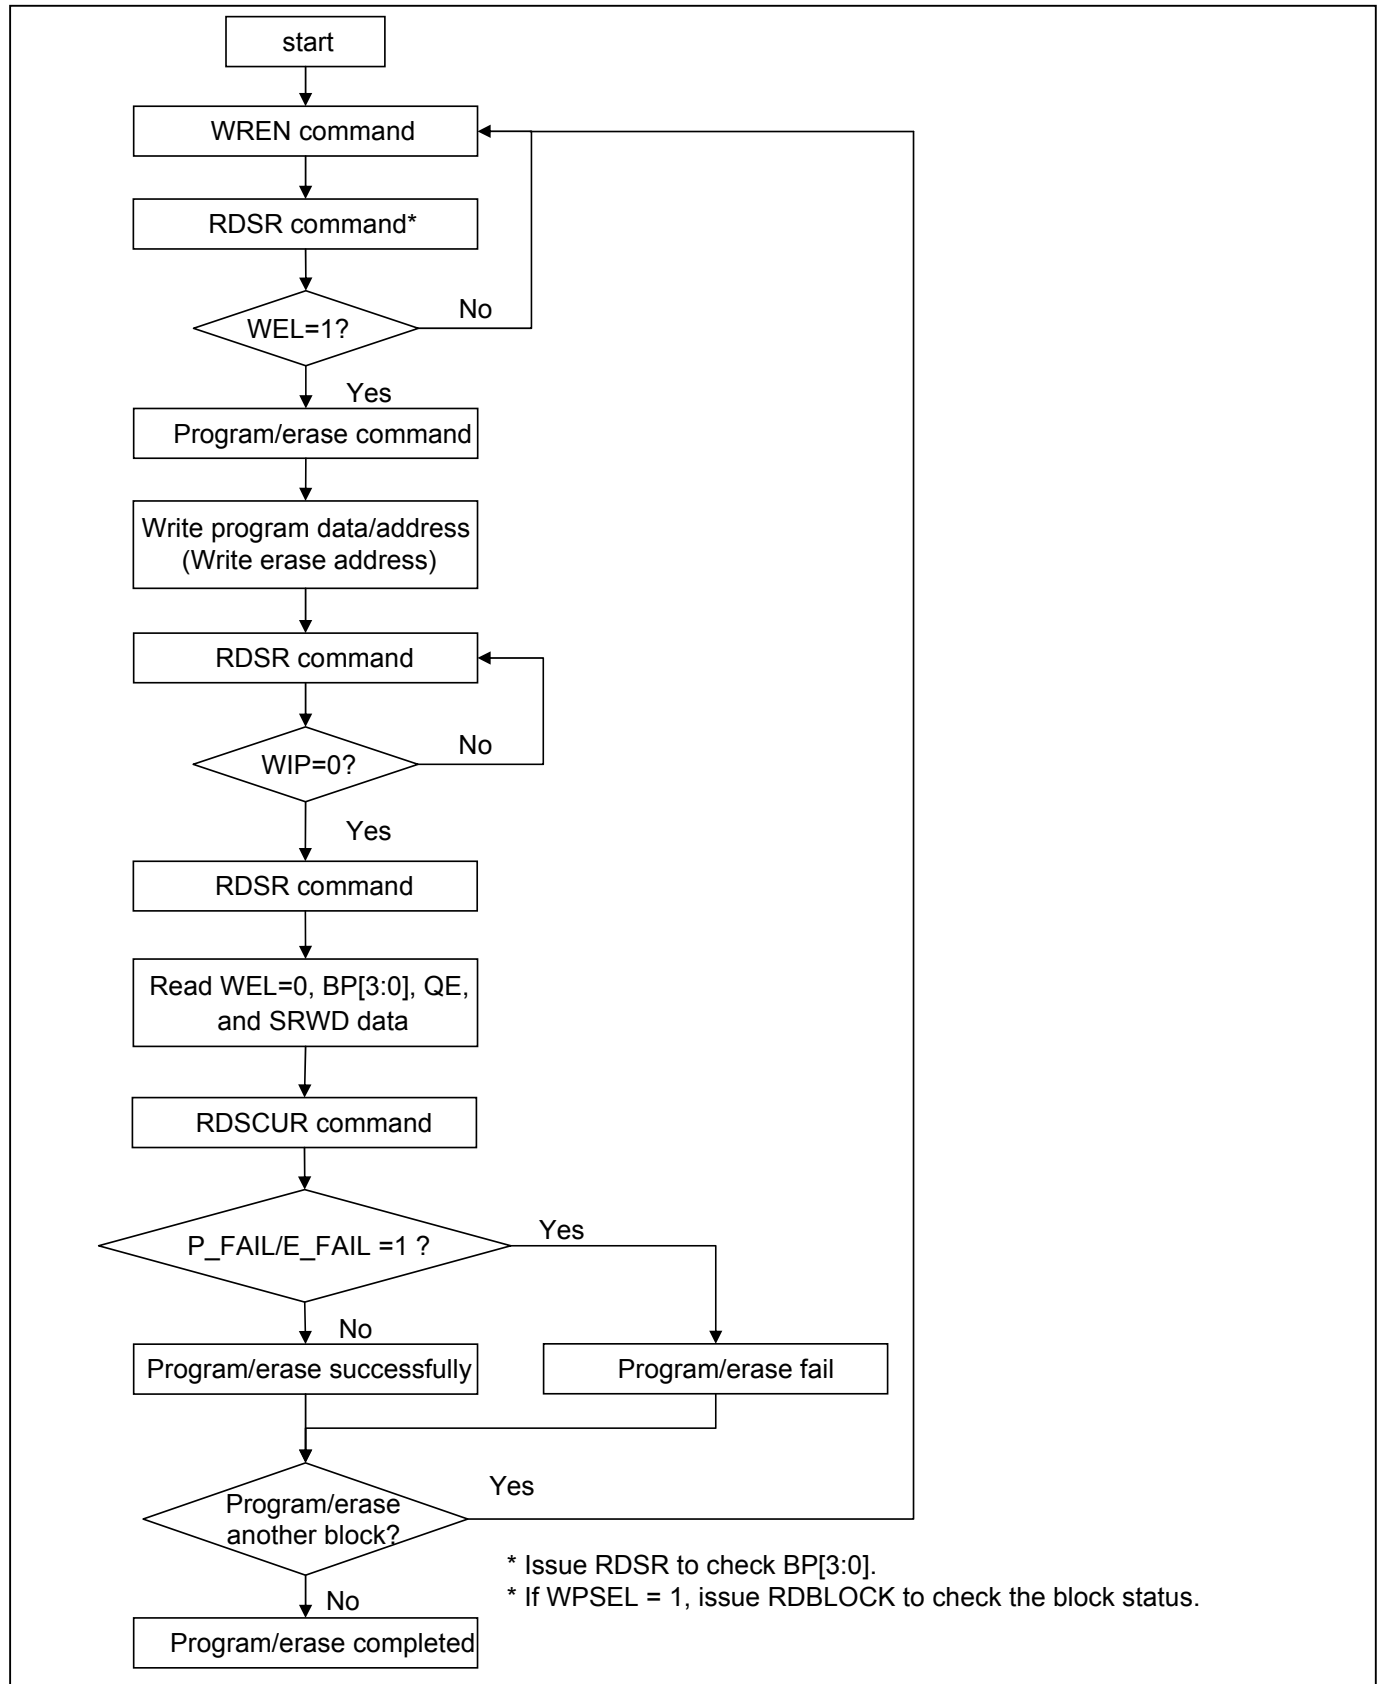 start
WREN command
RDSR command*
WEL=1?
No
Yes
Program/erase command
Write program data/address
(Write erase address)
RDSR command
WIP=0?
No
Yes
RDSR command
Read WEL=0, BP[3:0], QE,
and SRWD data
RDSCUR command
P_FAIL/E_FAIL =1 ?
Yes
No
Program/erase successfully
Program/erase fail
Program/erase
another block?
Yes
No
* Issue RDSR to check BP[3:0].
* If WPSEL = 1, issue RDBLOCK to check the block status.
Program/erase completed